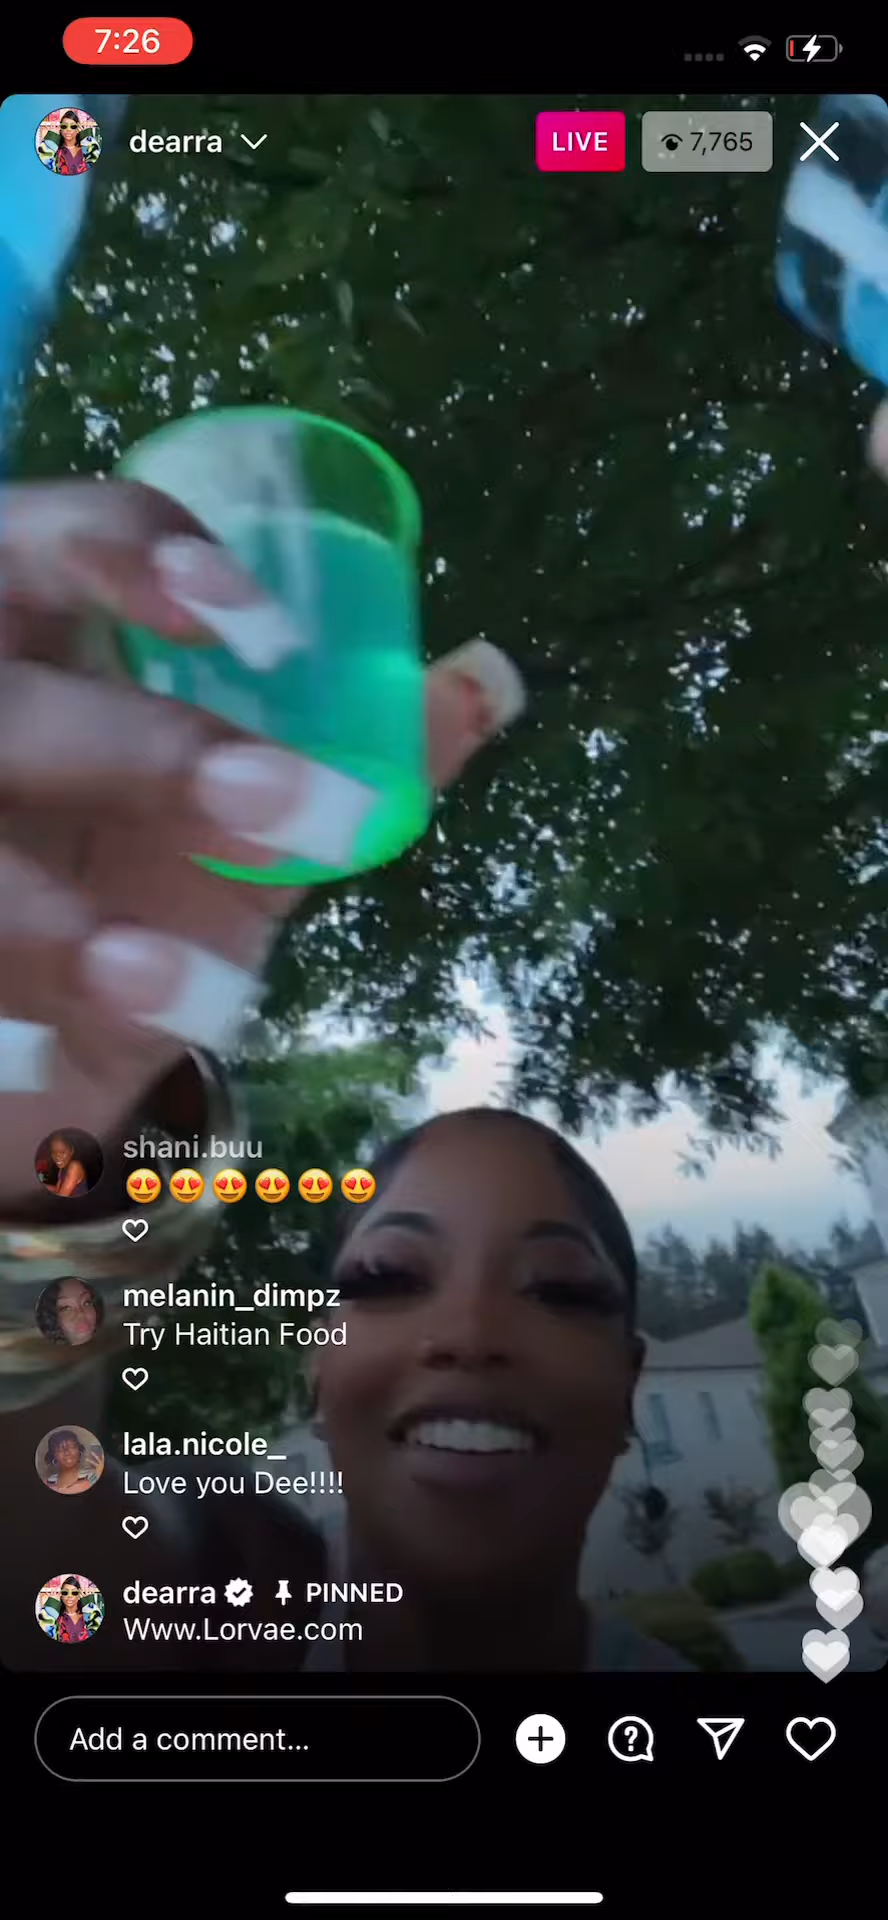 7:26
dearra
LIVE
7,765
shani.buu
😍😍😍😍😍😍
melanin_dimpz
Try Haitian Food
lala.nicole_
Love you Dee!!!!
dearra PINNED
Www.Lorvae.com
Add a comment...